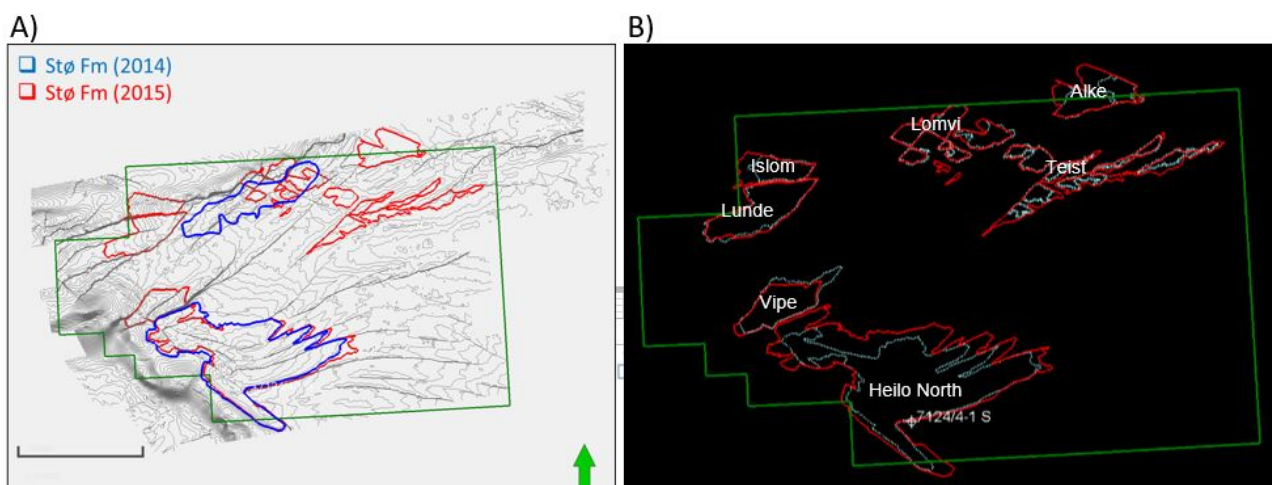 A)
Stø Fm (2014)
Stø Fm (2015)
B)
Alke
Lomvi
Islom
Teist
Lunde
Vipe
Heilo North
7124/4-1 S